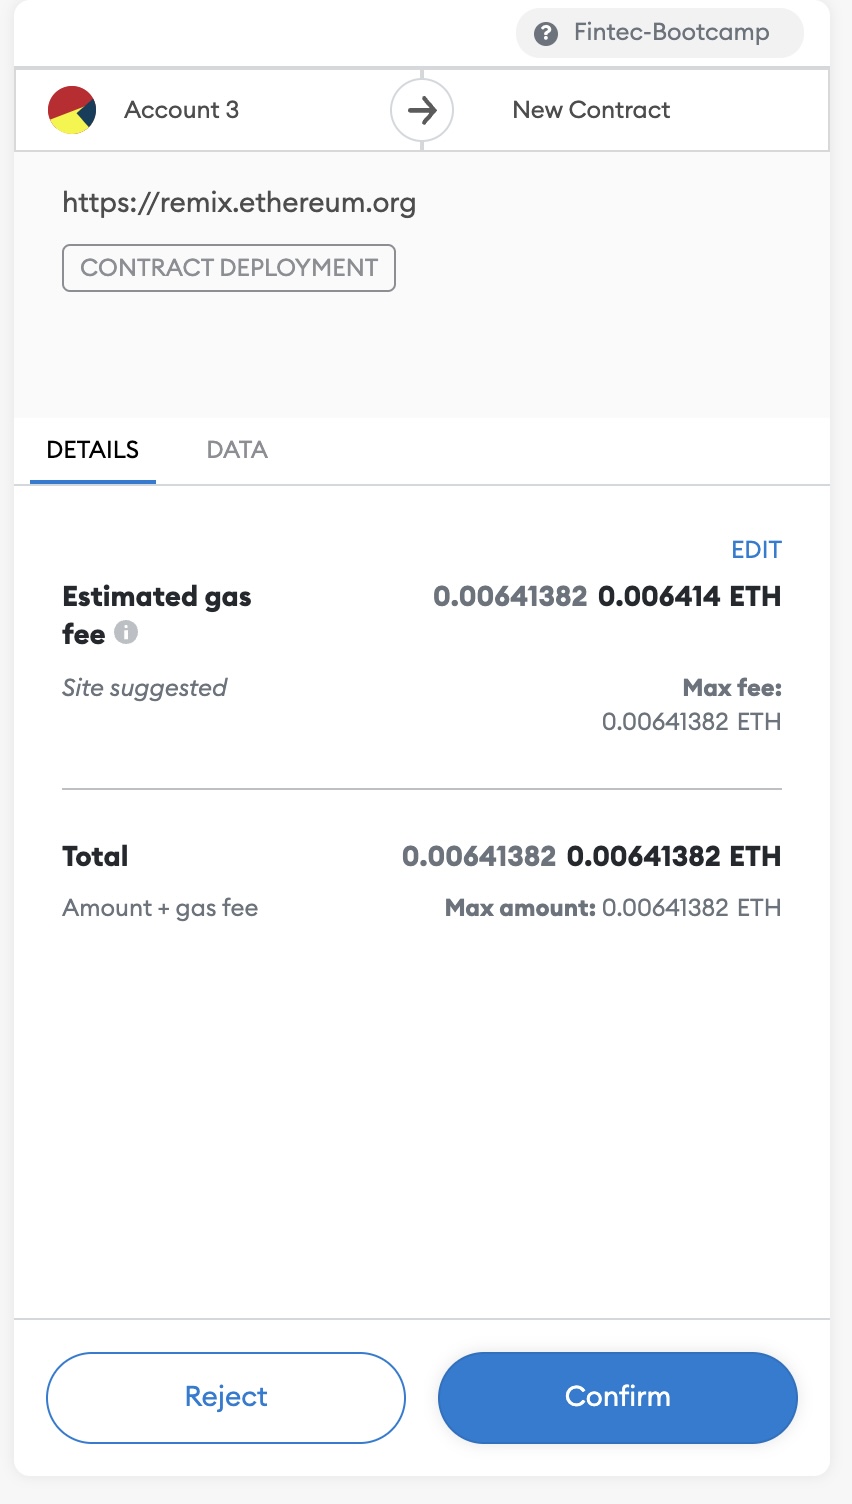 Fintec-Bootcamp
Account 3
New Contract
https://remix.ethereum.org
CONTRACT DEPLOYMENT
DETAILS DATA
EDIT
Estimated gas fee 0.00641382 0.006414 ETH
Site suggested Max fee:
0.00641382 ETH
Total 0.00641382 0.00641382 ETH
Amount + gas fee Max amount: 0.00641382 ETH
Reject Confirm